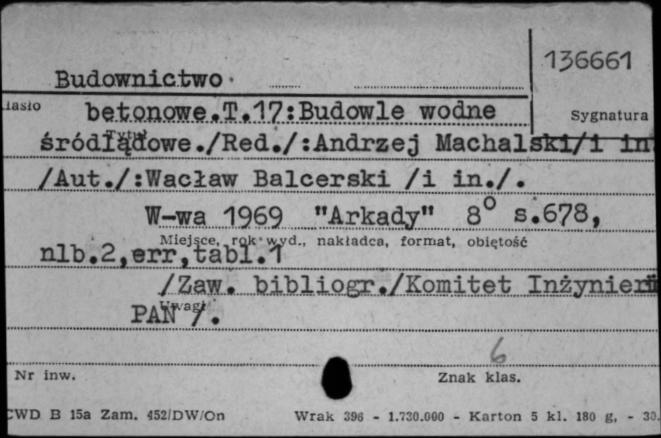 136661
Budownictwo
Hasło
betonowe.T.17:Budowle wodne
Sygnatura
Tytuł
śródlądowe./Red./:Andrzej Machalski/i in
/Aut./:Wacław Balcerski /i in./.
W-wa 1969 "Arkady" 8° s.678,
Miejsce, rok wyd., nakładca, format, objętość
nlb.2,err,tabl.1
/Zaw. bibliogr./Komitet Inżynierii
Uwagi
PAN /.
6
Nr inw.
Znak klas.
CWD B 15a Zam. 452/DW/On
Wrak 396 - 1.730.000 - Karton 5 kl. 180 g, - 30.